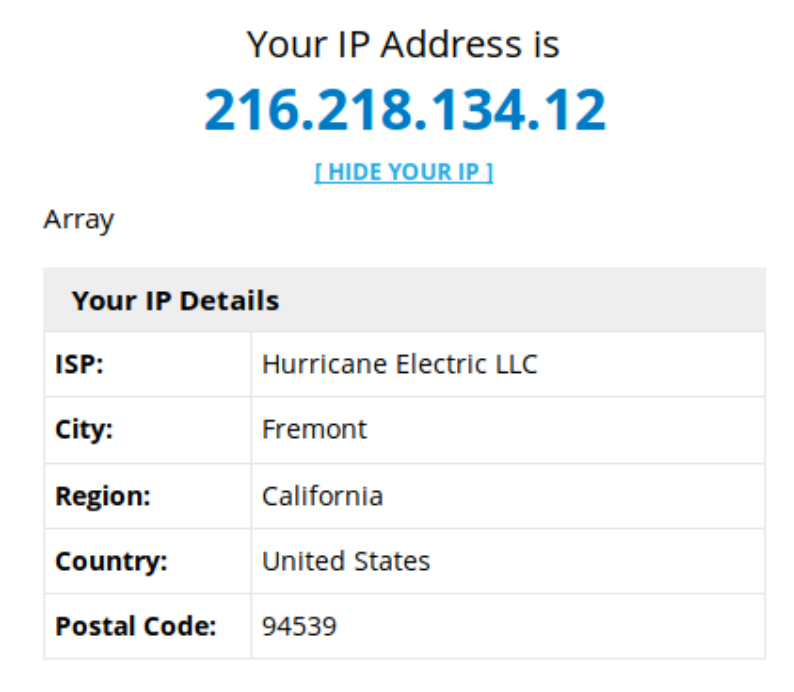 Your IP Address is
216.218.134.12
[ HIDE YOUR IP ]
Array
Your IP Details
ISP: Hurricane Electric LLC
City: Fremont
Region: California
Country: United States
Postal Code: 94539